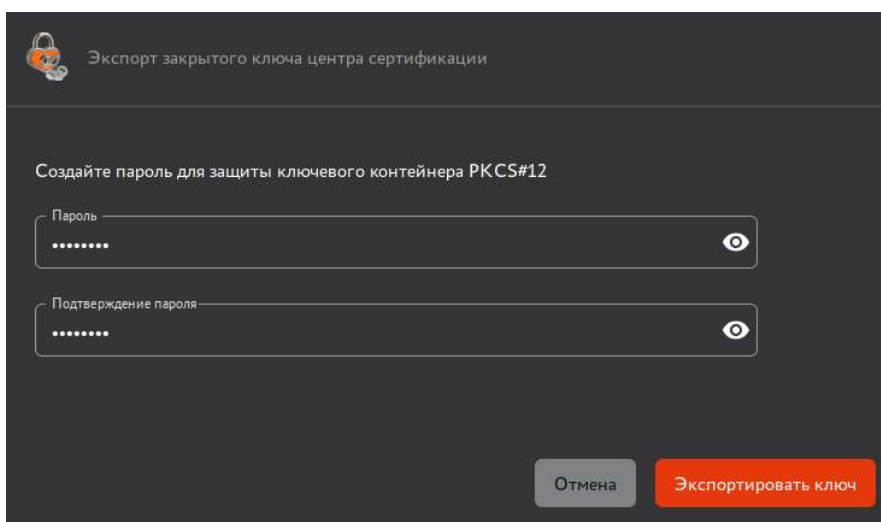 Экспорт закрытого ключа центра сертификации
Создайте пароль для защиты ключевого контейнера PKCS#12
Пароль
••••••••
Подтверждение пароля
••••••••
Отмена
Экспортировать ключ